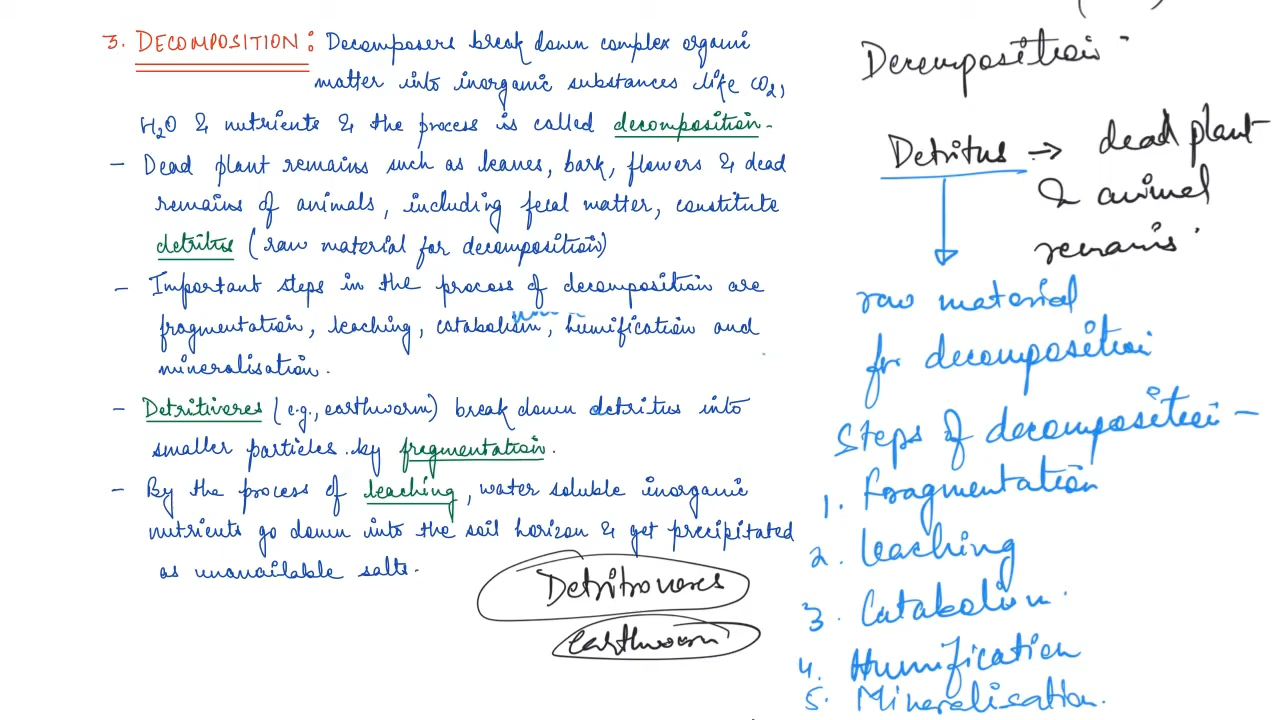 3. DECOMPOSITION: Decomposers break down complex organic
matter into inorganic substances life CO2,
H2O & nutrients & the process is called decomposition.
- Dead plant remains such as leaves, bark, flowers & dead
remains of animals, including fecal matter, constitute
detritus (raw material for decomposition)
- Important steps in the process of decomposition are
fragmentation, leaching, catabolism, humification and
mineralisation.
- Detritivores (e.g., earthworm) break down detritus into
smaller particles by fregmentation.
- By the process of leaching, water soluble inorganic
nutrients go down into the soil horizon & get precipitated
as unavailable salts.
Detritrovores
earthworm
Decomposition:
Detritus → dead plant
& animal
remains.
raw material
for decomposition
Steps of decomposition -
1. Fragmentation
2. Leaching
3. Catabolism.
4. Humification
5. Mineralisation.